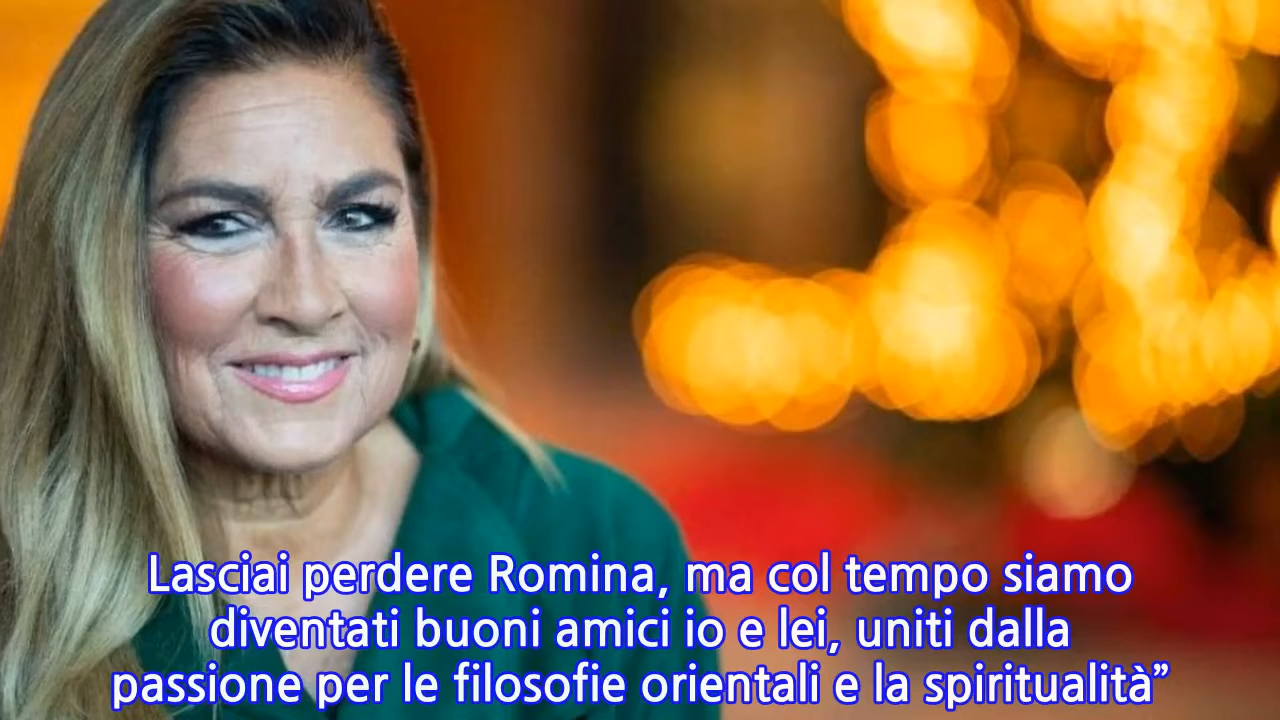 Lasciai perdere Romina, ma col tempo siamo
diventati buoni amici io e lei, uniti dalla
passione per le filosofie orientali e la spiritualità”